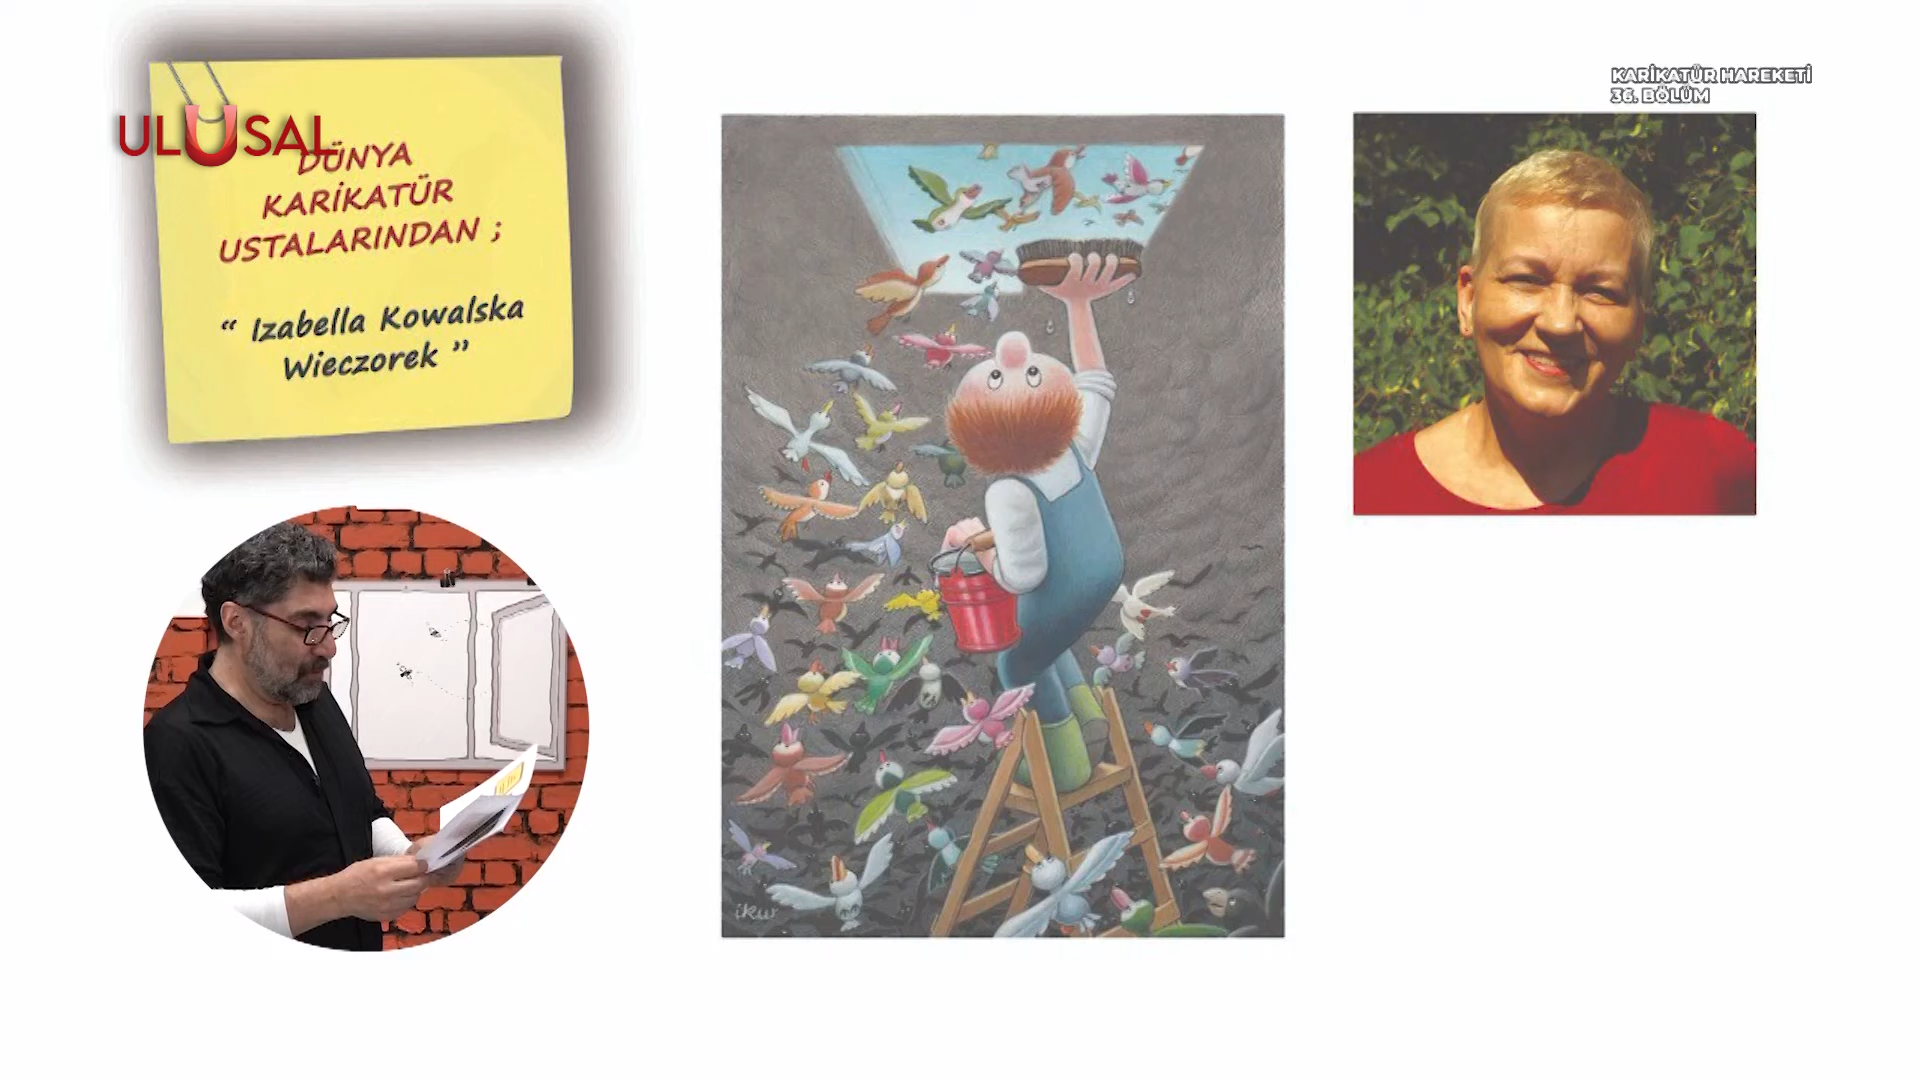 ULUSAL
DÜNYA
KARİKATÜR
USTALARINDAN ;
“ Izabella Kowalska
Wieczorek ”
KARİKATÜR HAREKETİ
36. BÖLÜM
ikw